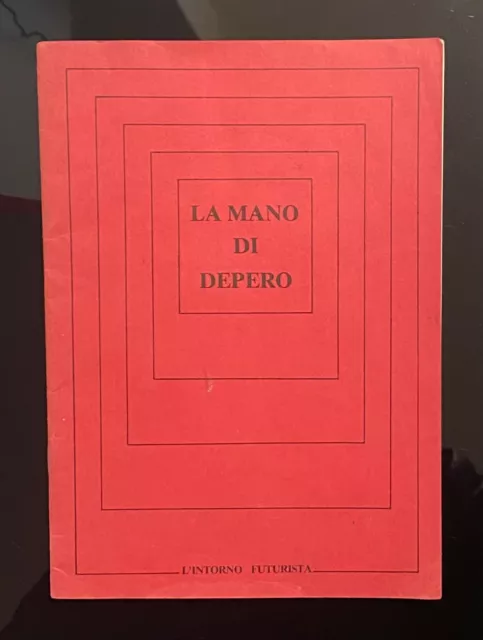 LA MANO
DI
DEPERO
L'INTORNO FUTURISTA